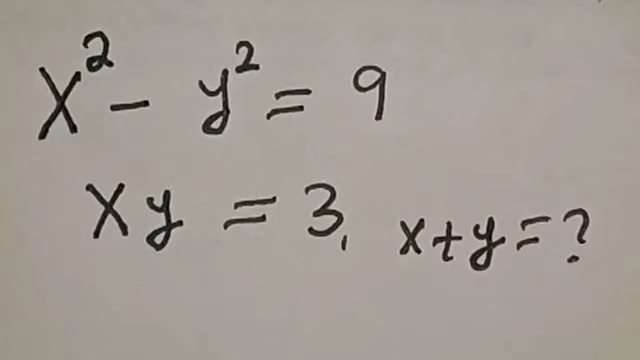 x² - y² = 9
xy = 3, x+y=?